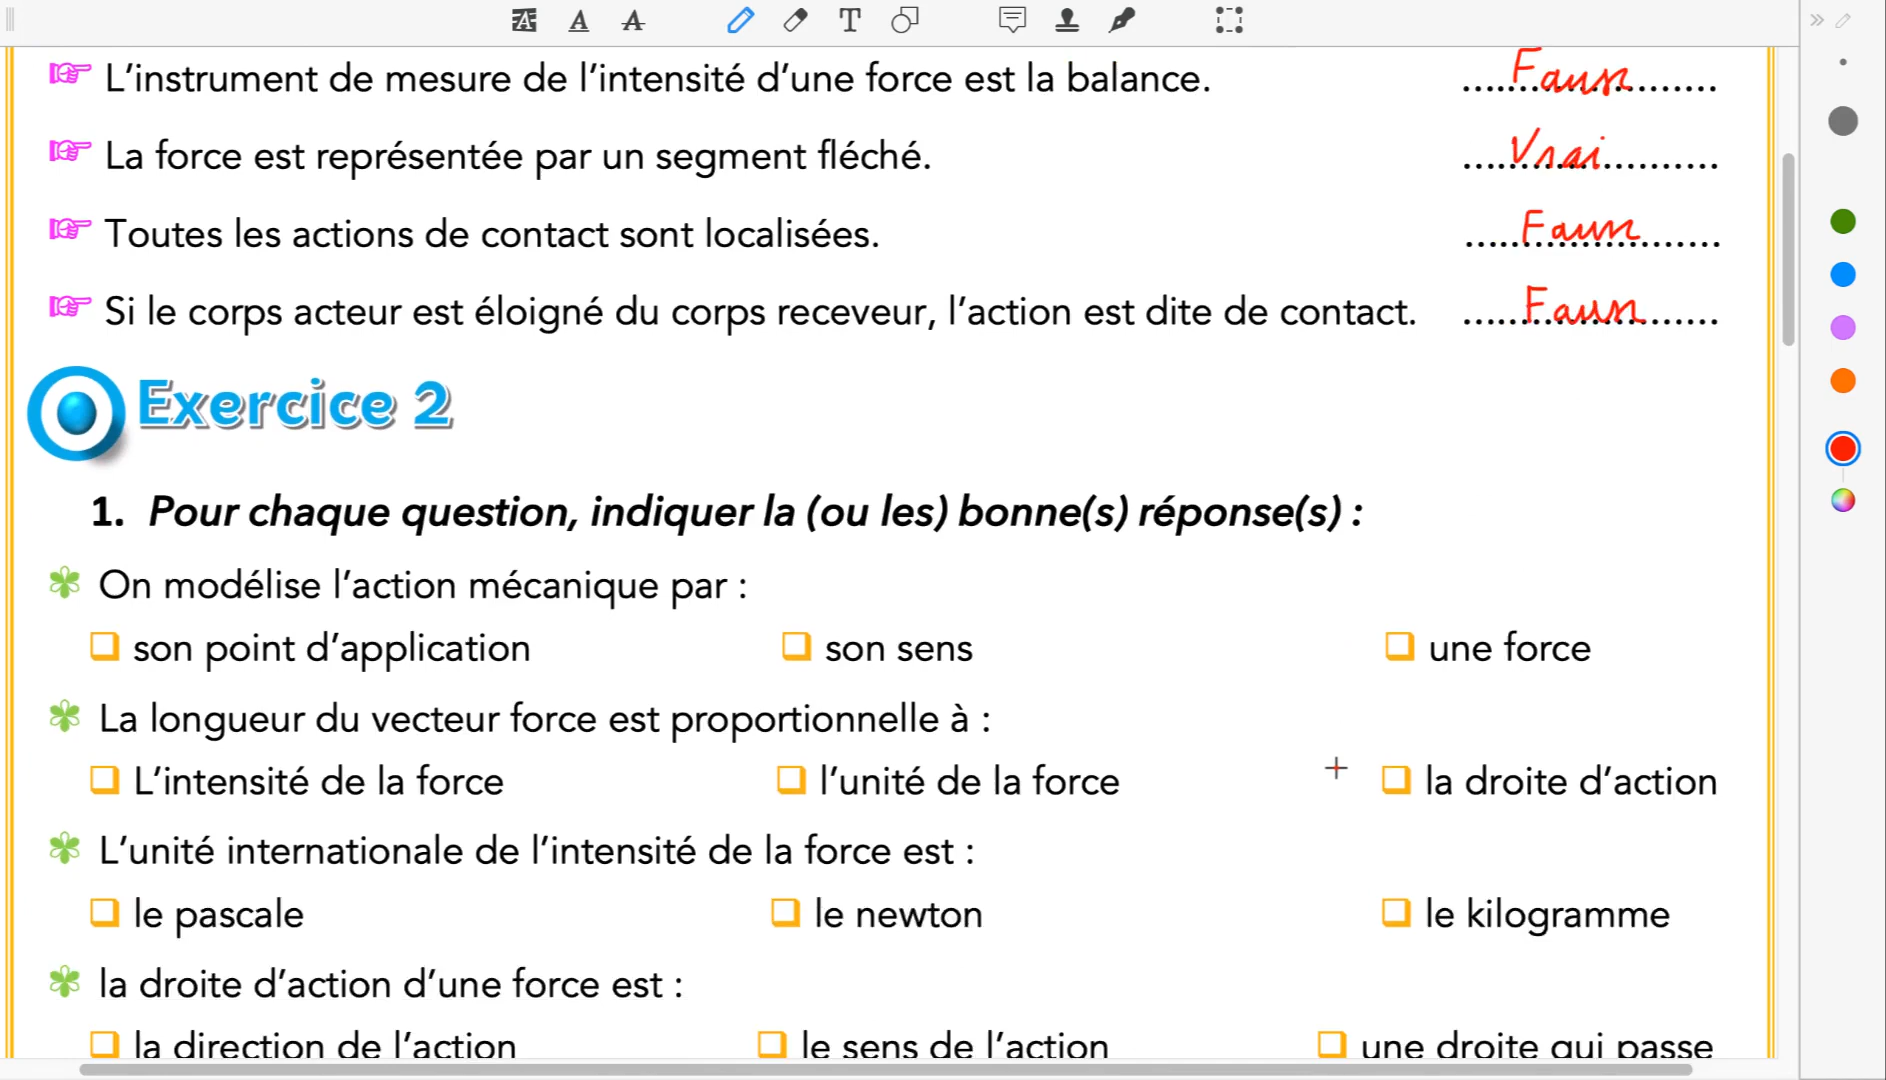 L’instrument de mesure de l’intensité d’une force est la balance. .......... Faux
La force est représentée par un segment fléché. .......... Vrai
Toutes les actions de contact sont localisées. .......... Faux
Si le corps acteur est éloigné du corps receveur, l’action est dite de contact. .......... Faux
Exercice 2
1. Pour chaque question, indiquer la (ou les) bonne(s) réponse(s) :
On modélise l’action mécanique par :
❑ son point d’application ❑ son sens ❑ une force
La longueur du vecteur force est proportionnelle à :
❑ L’intensité de la force ❑ l’unité de la force ❑ la droite d’action
L’unité internationale de l’intensité de la force est :
❑ le pascale ❑ le newton ❑ le kilogramme
la droite d’action d’une force est :
❑ la direction de l’action ❑ le sens de l’action ❑ une droite qui passe